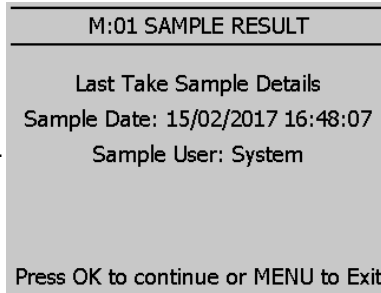 M:01 SAMPLE RESULT
Last Take Sample Details
Sample Date: 15/02/2017 16:48:07
Sample User: System
Press OK to continue or MENU to Exit